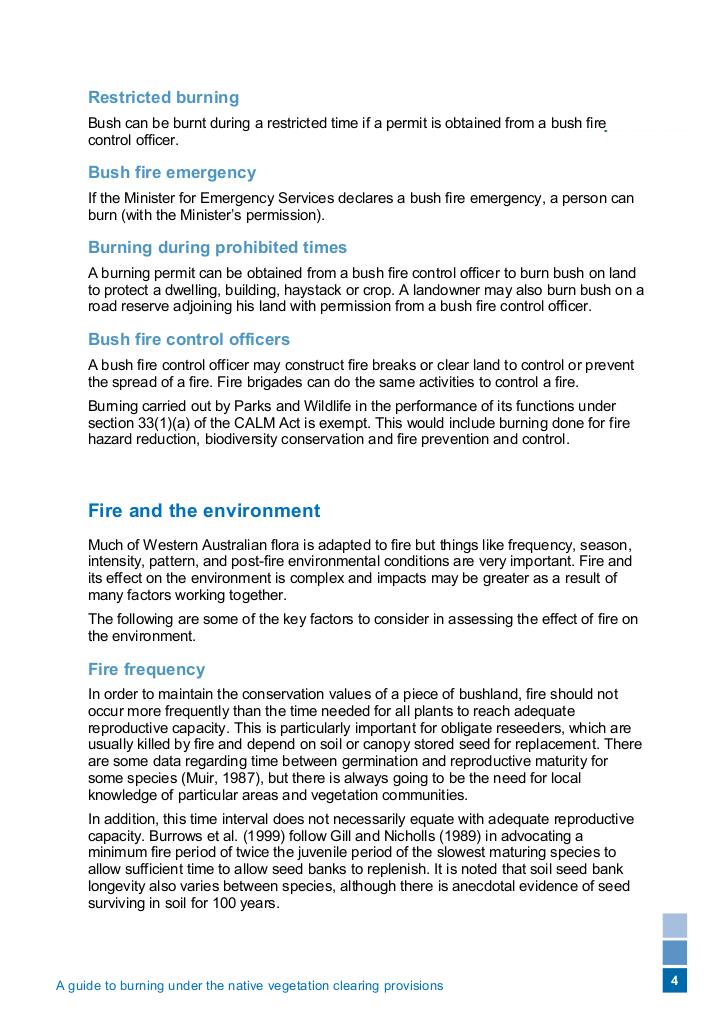 Restricted burning
Bush can be burnt during a restricted time if a permit is obtained from a bush fire
control officer.
Bush fire emergency
If the Minister for Emergency Services declares a bush fire emergency, a person can
burn (with the Minister’s permission).
Burning during prohibited times
A burning permit can be obtained from a bush fire control officer to burn bush on land
to protect a dwelling, building, haystack or crop. A landowner may also burn bush on a
road reserve adjoining his land with permission from a bush fire control officer.
Bush fire control officers
A bush fire control officer may construct fire breaks or clear land to control or prevent
the spread of a fire. Fire brigades can do the same activities to control a fire.
Burning carried out by Parks and Wildlife in the performance of its functions under
section 33(1)(a) of the CALM Act is exempt. This would include burning done for fire
hazard reduction, biodiversity conservation and fire prevention and control.
Fire and the environment
Much of Western Australian flora is adapted to fire but things like frequency, season,
intensity, pattern, and post-fire environmental conditions are very important. Fire and
its effect on the environment is complex and impacts may be greater as a result of
many factors working together.
The following are some of the key factors to consider in assessing the effect of fire on
the environment.
Fire frequency
In order to maintain the conservation values of a piece of bushland, fire should not
occur more frequently than the time needed for all plants to reach adequate
reproductive capacity. This is particularly important for obligate reseeders, which are
usually killed by fire and depend on soil or canopy stored seed for replacement. There
are some data regarding time between germination and reproductive maturity for
some species (Muir, 1987), but there is always going to be the need for local
knowledge of particular areas and vegetation communities.
In addition, this time interval does not necessarily equate with adequate reproductive
capacity. Burrows et al. (1999) follow Gill and Nicholls (1989) in advocating a
minimum fire period of twice the juvenile period of the slowest maturing species to
allow sufficient time to allow seed banks to replenish. It is noted that soil seed bank
longevity also varies between species, although there is anecdotal evidence of seed
surviving in soil for 100 years.
A guide to burning under the native vegetation clearing provisions
4